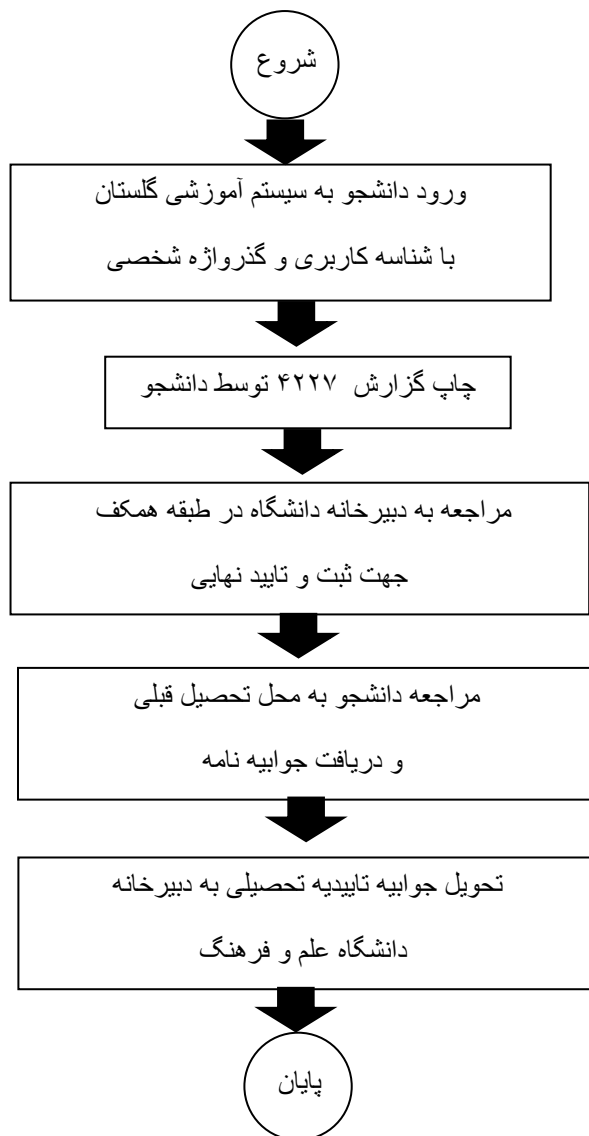 شروع
ورود دانشجو به سیستم آموزشی گلستان
با شناسه کاربری و گذرواژه شخصی
چاپ گزارش ۴۲۲۷ توسط دانشجو
مراجعه به دبیرخانه دانشگاه در طبقه همکف
جهت ثبت و تایید نهایی
مراجعه دانشجو به محل تحصیل قبلی
و دریافت جوابیه نامه
تحویل جوابیه تاییدیه تحصیلی به دبیرخانه
دانشگاه علم و فرهنگ
پایان